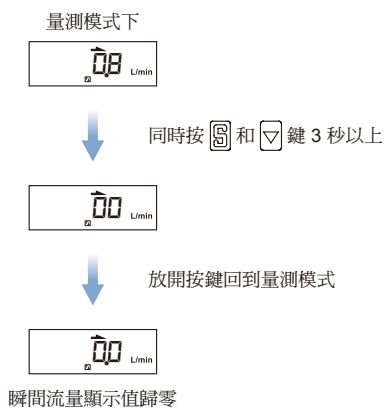 量測模式下
0.8 L/min
同時按 S 和 ▽ 鍵 3 秒以上
00 L/min
放開按鍵回到量測模式
0.0 L/min
瞬間流量顯示值歸零